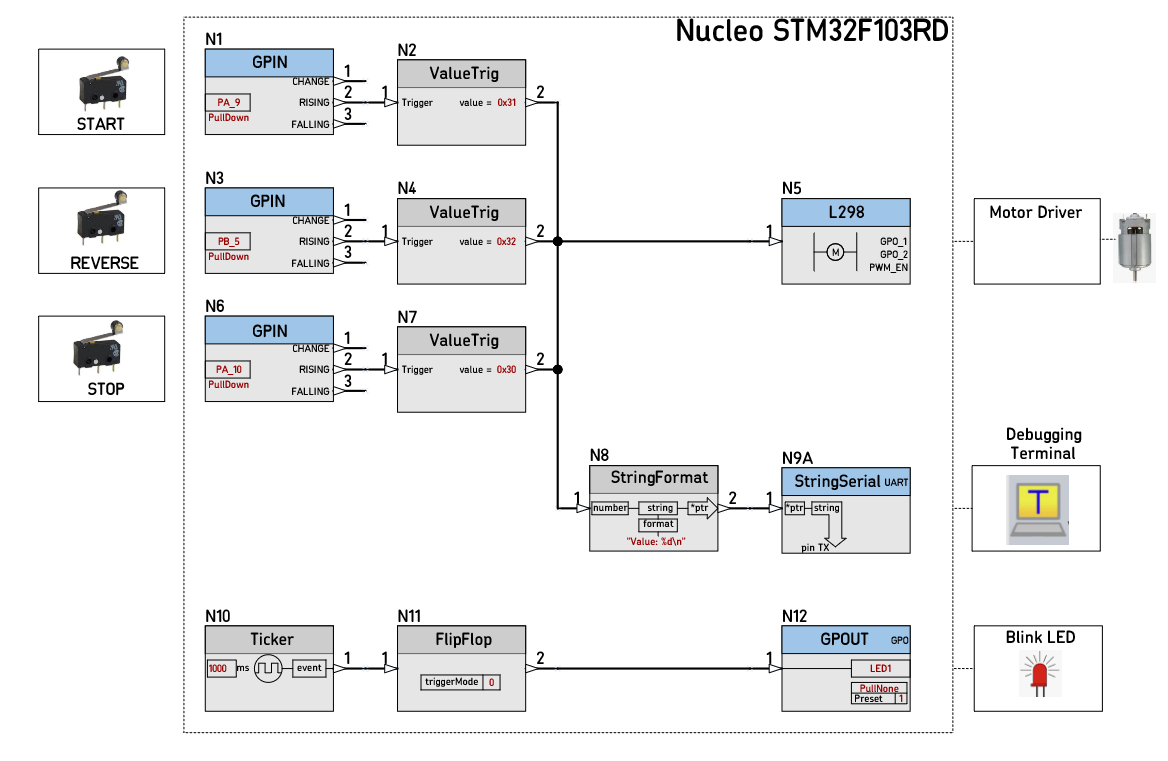 Nucleo STM32F103RD
N1
GPIN
CHANGE 1
PA_9 RISING 2
PullDown FALLING 3
START
N2
ValueTrig
1 Trigger value = 0x31 2
N3
GPIN
CHANGE 1
PB_5 RISING 2
PullDown FALLING 3
REVERSE
N4
ValueTrig
1 Trigger value = 0x32 2
N5
L298
1
M
GPO_1
GPO_2
PWM_EN
Motor Driver
N6
GPIN
CHANGE 1
PA_10 RISING 2
PullDown FALLING 3
STOP
N7
ValueTrig
1 Trigger value = 0x30 2
N8
StringFormat
1 number string *ptr 2
format
"Value: %d\n"
N9A
StringSerial UART
1 *ptr string
pin TX
Debugging
Terminal
T
N10
Ticker
1000 ms event 1
N11
FlipFlop
1 2
triggerMode 0
N12
GPOUT GPO
1 LED1
PullNone
Preset 1
Blink LED